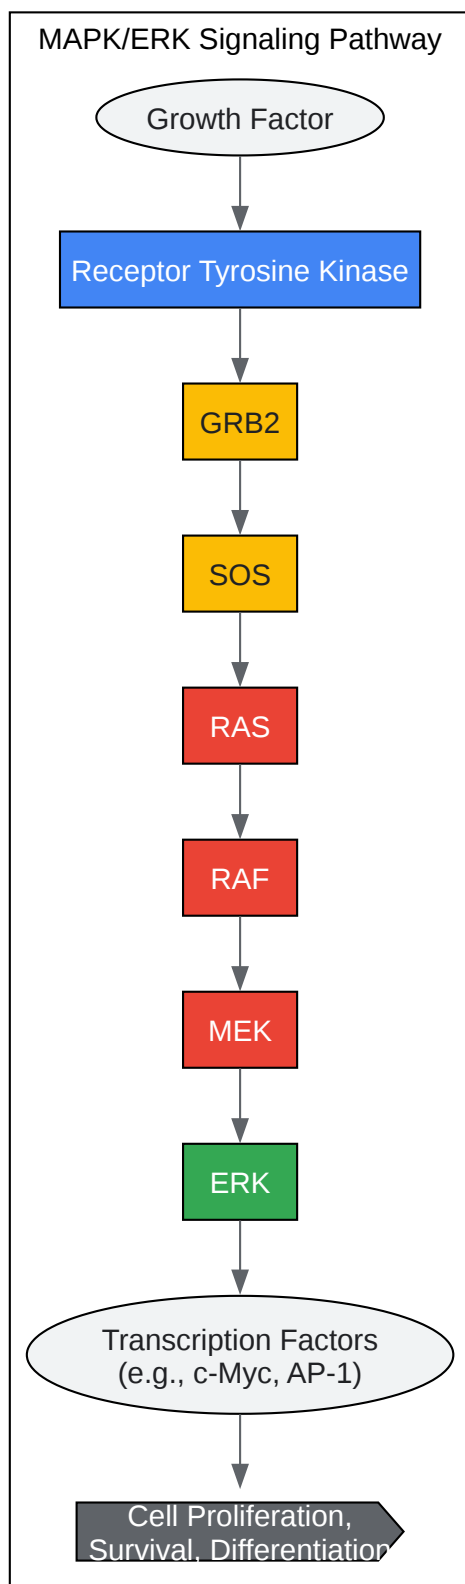 MAPK/ERK Signaling Pathway
Growth Factor
Receptor Tyrosine Kinase
GRB2
SOS
RAS
RAF
MEK
ERK
Transcription Factors
(e.g., c-Myc, AP-1)
Cell Proliferation,
Survival, Differentiation